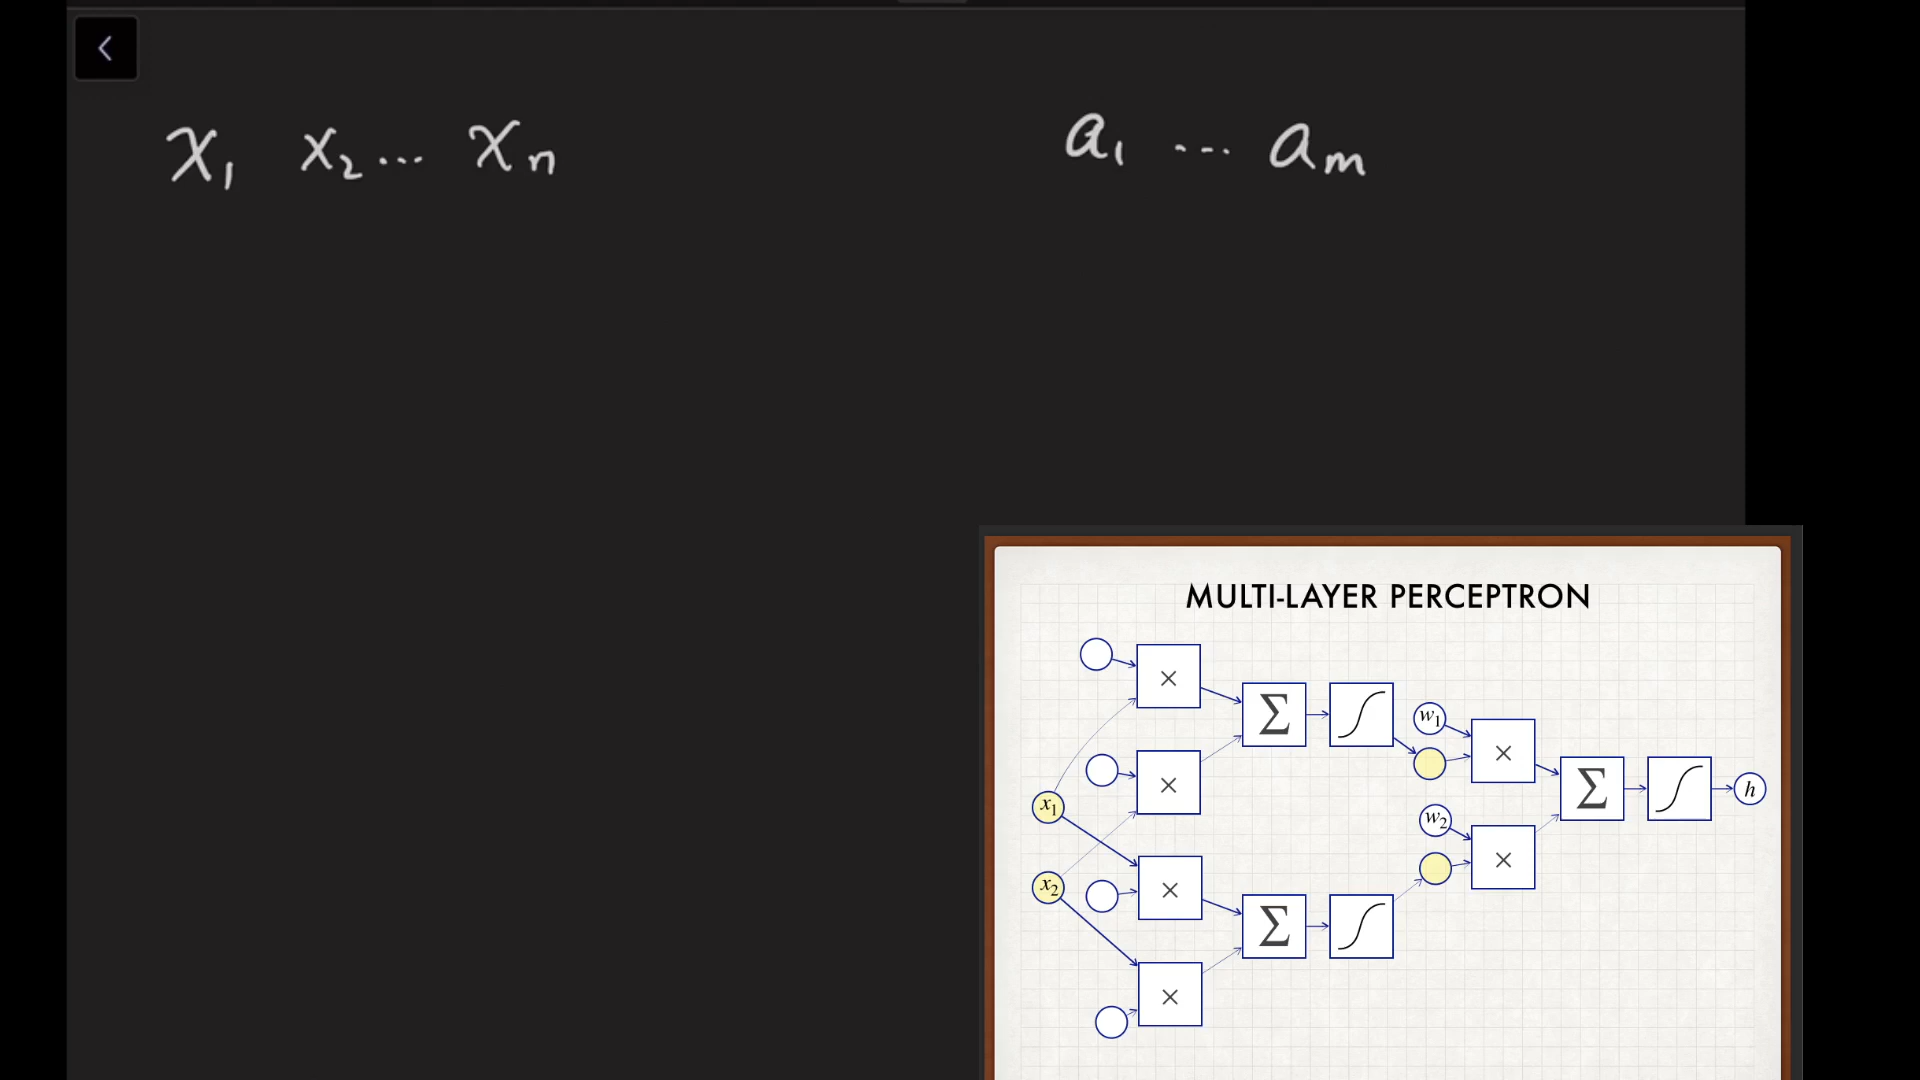 x₁ x₂ ... xₙ a₁ ... aₘ
MULTI-LAYER PERCEPTRON
×
Σ
w₁
×
×
x₁
Σ
h
w₂
×
x₂
×
Σ
×